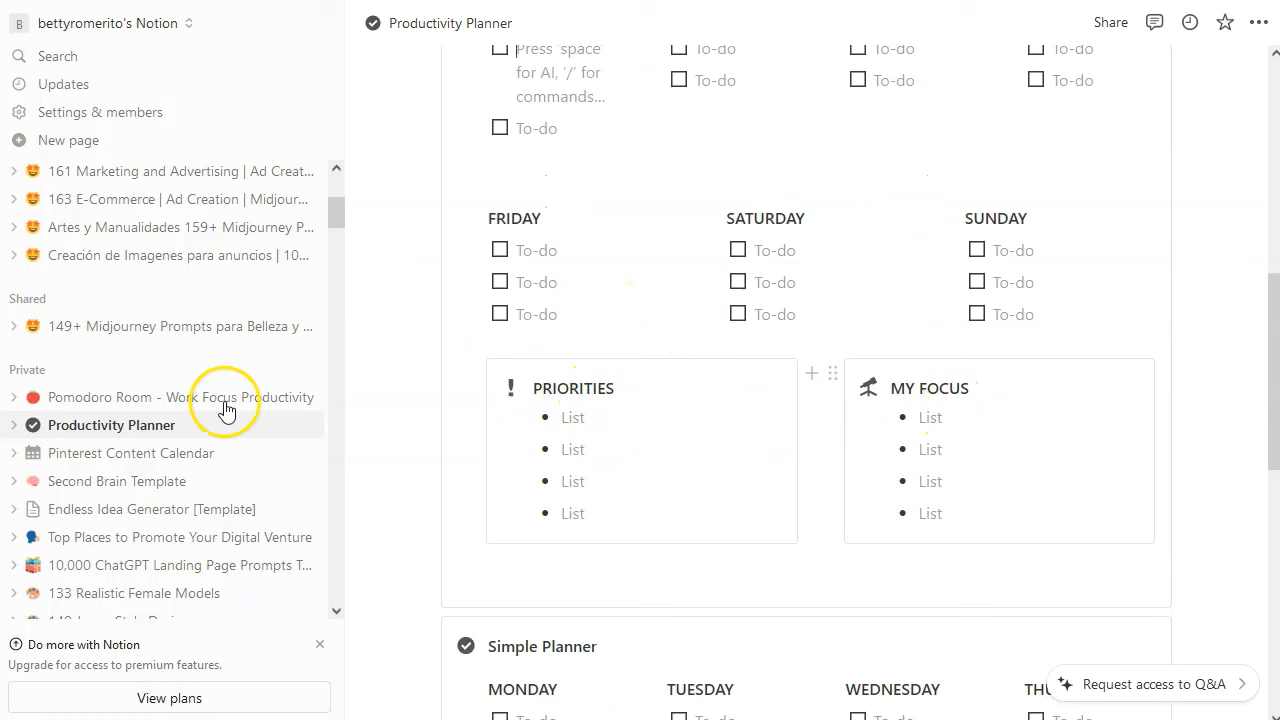 B bettyromerito's Notion
Search
Updates
Settings & members
New page
161 Marketing and Advertising | Ad Creat...
163 E-Commerce | Ad Creation | Midjour...
Artes y Manualidades 159+ Midjourney P...
Creación de Imagenes para anuncios | 10...
Shared
149+ Midjourney Prompts para Belleza y ...
Private
Pomodoro Room - Work Focus Productivity
Productivity Planner
Pinterest Content Calendar
Second Brain Template
Endless Idea Generator [Template]
Top Places to Promote Your Digital Venture
10,000 ChatGPT Landing Page Prompts T...
133 Realistic Female Models
Do more with Notion
Upgrade for access to premium features.
View plans
Productivity Planner
Share
Press 'space' for AI, '/' for commands...
To-do To-do To-do
To-do To-do To-do
To-do
FRIDAY SATURDAY SUNDAY
To-do To-do To-do
To-do To-do To-do
To-do To-do To-do
PRIORITIES
List
List
List
List
MY FOCUS
List
List
List
List
Simple Planner
MONDAY TUESDAY WEDNESDAY
Request access to Q&A